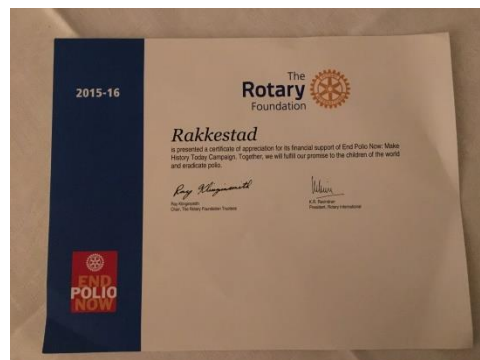 2015-16
The
Rotary
Foundation
Rakkestad
is presented a certificate of appreciation for its financial support of End Polio Now: Make
History Today Campaign. Together, we will fulfill our promise to the children of the world
and eradicate polio.
Ray Klinginsmith
Ray Klinginsmith
Chair, The Rotary Foundation Trustees
K.R. Ravindran
President, Rotary International
END
POLIO
NOW